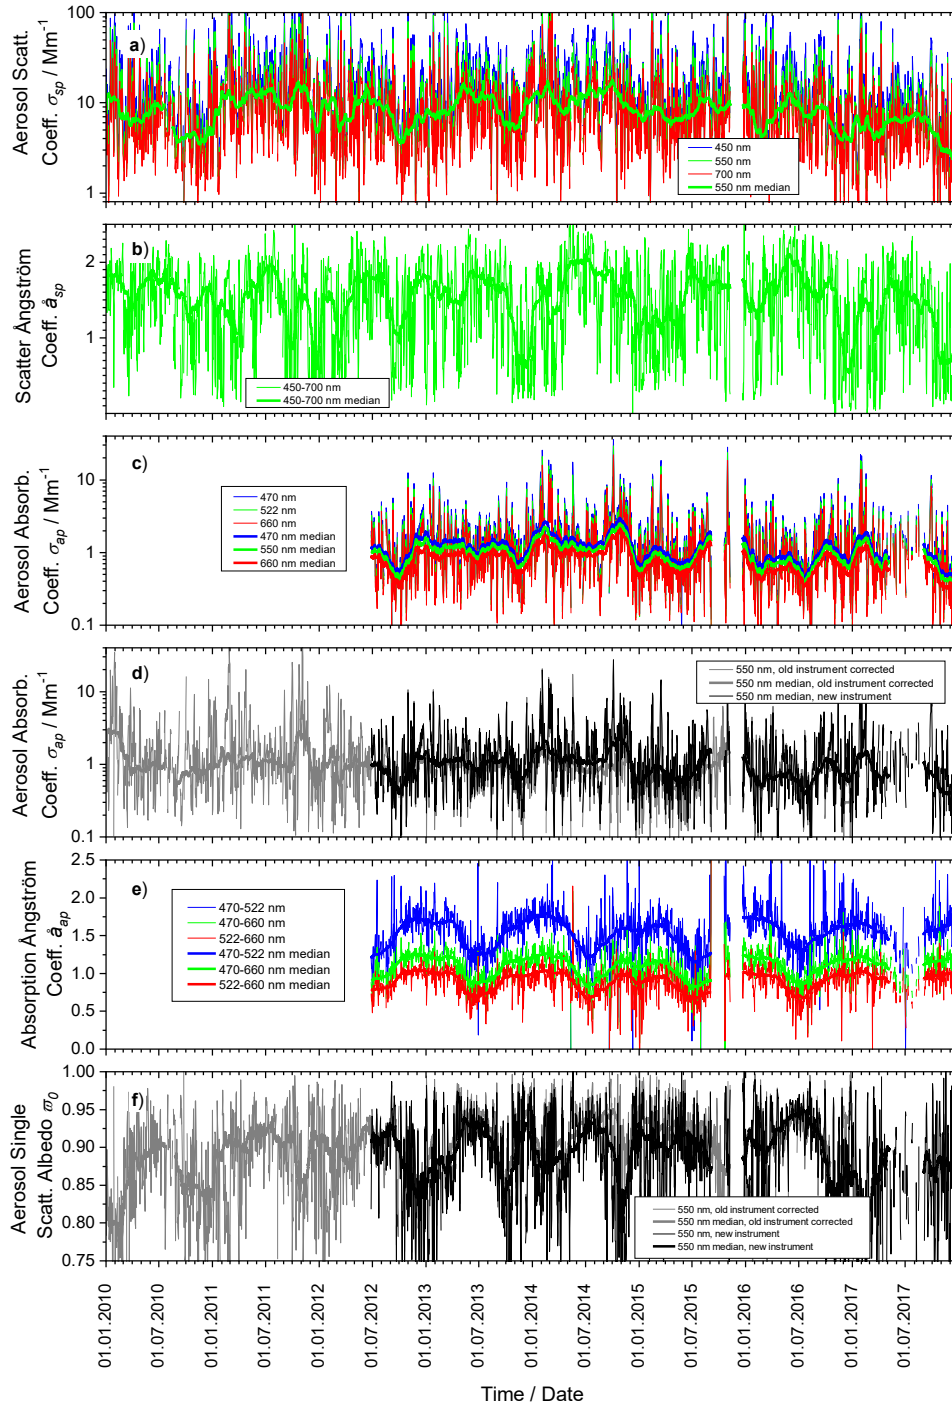 a)
Aerosol Scatt.
Coeff. σsp / Mm-1
100
10
1
450 nm
550 nm
700 nm
550 nm median
b)
Scatter Ångström
Coeff. åsp
2
1
450-700 nm
450-700 nm median
c)
Aerosol Absorb.
Coeff. σap / Mm-1
10
1
0.1
470 nm
522 nm
660 nm
470 nm median
550 nm median
660 nm median
d)
Aerosol Absorb.
Coeff. σap / Mm-1
10
1
0.1
550 nm, old instrument corrected
550 nm median, old instrument corrected
550 nm median, new instrument
e)
Absorption Ångström
Coeff. åap
2.5
2.0
1.5
1.0
0.5
0.0
470-522 nm
470-660 nm
522-660 nm
470-522 nm median
470-660 nm median
522-660 nm median
f)
Aerosol Single
Scatt. Albedo ϖ0
1.00
0.95
0.90
0.85
0.80
0.75
550 nm, old instrument corrected
550 nm median, old instrument corrected
550 nm, new instrument
550 nm median, new instrument
01.01.2010
01.07.2010
01.01.2011
01.07.2011
01.01.2012
01.07.2012
01.01.2013
01.07.2013
01.01.2014
01.07.2014
01.01.2015
01.07.2015
01.01.2016
01.07.2016
01.01.2017
01.07.2017
Time / Date